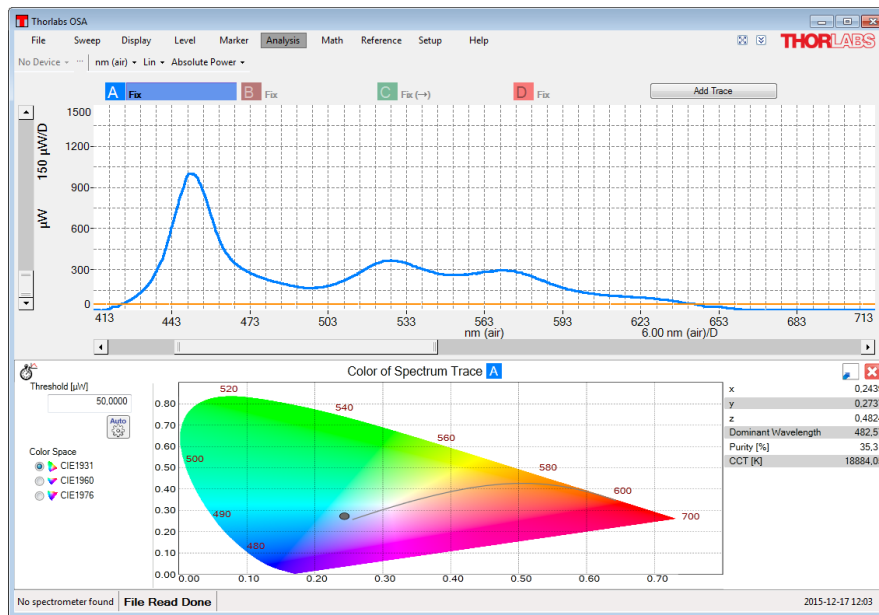 Thorlabs OSA
File Sweep Display Level Marker Analysis Math Reference Setup Help
THORLABS
No Device nm (air) Lin Absolute Power
A Fix B Fix C Fix (→) D Fix Add Trace
150 µW/D
µW
1500
1200
900
600
300
0
413 443 473 503 533 563 593 623 653 683 713
nm (air) 6.00 nm (air)/D
Color of Spectrum Trace A
Threshold [µW]
50,0000
Auto
Color Space
CIE1931
CIE1960
CIE1976
0.80
0.70
0.60
0.50
0.40
0.30
0.20
0.10
0.00
0.00 0.10 0.20 0.30 0.40 0.50 0.60 0.70
520
540
560
500
580
600
490
700
480
x 0,243
y 0,273
z 0,482
Dominant Wavelength 482,5
Purity [%] 35,3
CCT [K] 18884,0
No spectrometer found File Read Done 2015-12-17 12:03